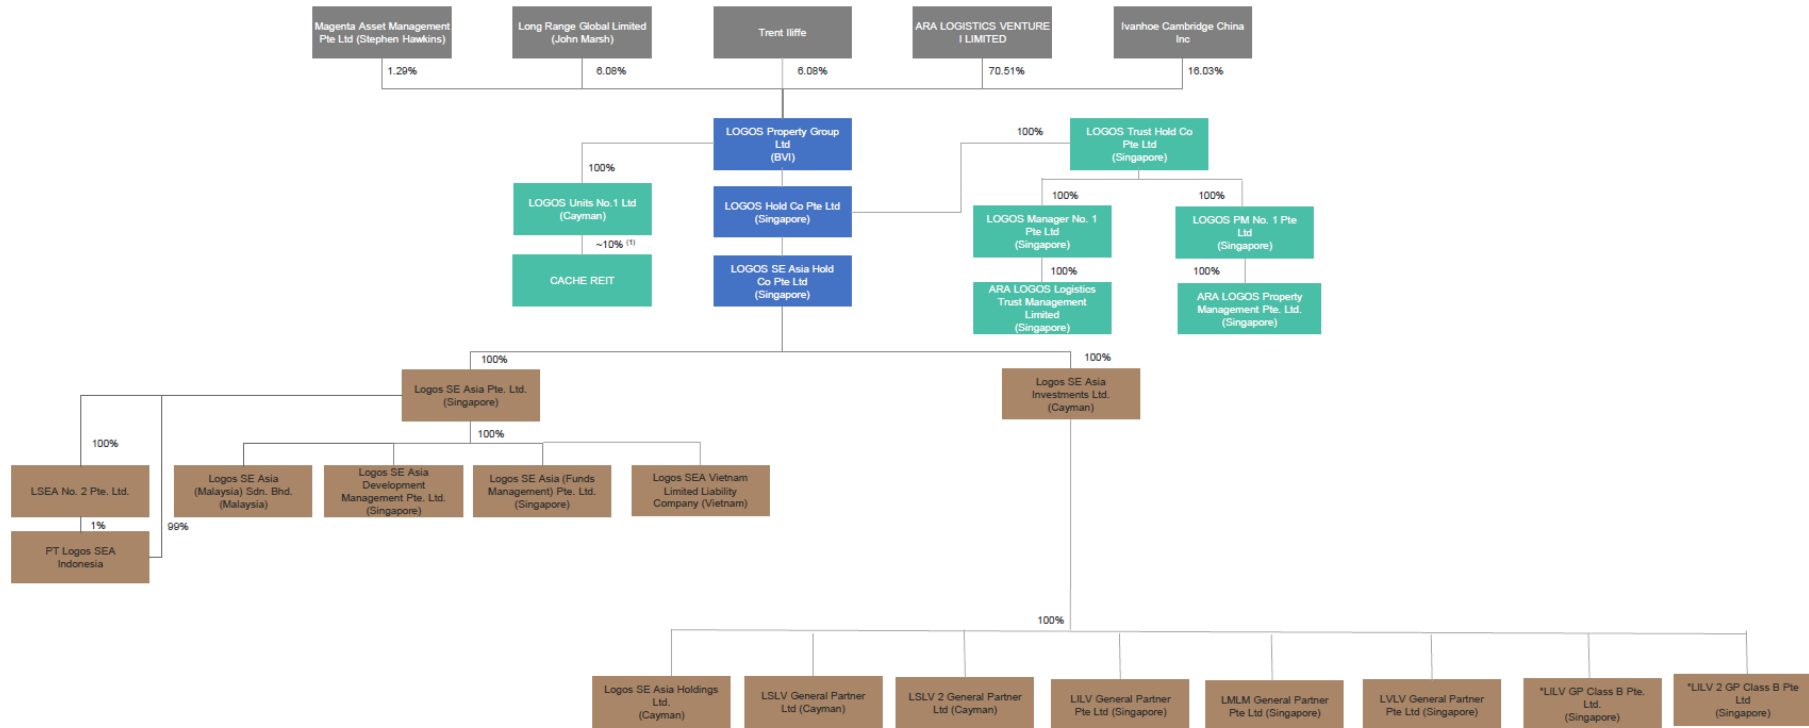 Magenta Asset Management
Pte Ltd (Stephen Hawkins)
Long Range Global Limited
(John Marsh)
Trent Iliffe
ARA LOGISTICS VENTURE
I LIMITED
Ivanhoe Cambridge China
Inc
1.29%
6.08%
6.08%
70.51%
16.03%
LOGOS Property Group
Ltd
(BVI)
100%
LOGOS Trust Hold Co
Pte Ltd
(Singapore)
100%
LOGOS Units No.1 Ltd
(Cayman)
LOGOS Hold Co Pte Ltd
(Singapore)
100%
100%
LOGOS Manager No. 1
Pte Ltd
(Singapore)
LOGOS PM No. 1 Pte
Ltd
(Singapore)
~10% (1)
CACHE REIT
LOGOS SE Asia Hold
Co Pte Ltd
(Singapore)
100%
100%
ARA LOGOS Logistics
Trust Management
Limited
(Singapore)
ARA LOGOS Property
Management Pte. Ltd.
(Singapore)
100%
100%
Logos SE Asia Pte. Ltd.
(Singapore)
Logos SE Asia
Investments Ltd.
(Cayman)
100%
100%
LSEA No. 2 Pte. Ltd.
Logos SE Asia
(Malaysia) Sdn. Bhd.
(Malaysia)
Logos SE Asia
Development
Management Pte. Ltd.
(Singapore)
Logos SE Asia (Funds
Management) Pte. Ltd.
(Singapore)
Logos SEA Vietnam
Limited Liability
Company (Vietnam)
1%
99%
PT Logos SEA
Indonesia
100%
Logos SE Asia Holdings
Ltd.
(Cayman)
LSLV General Partner
Ltd (Cayman)
LSLV 2 General Partner
Ltd (Cayman)
LILV General Partner
Pte Ltd (Singapore)
LMLM General Partner
Pte Ltd (Singapore)
LVLV General Partner
Pte Ltd (Singapore)
*LILV GP Class B Pte.
Ltd.
(Singapore)
*LILV 2 GP Class B Pte
Ltd
(Singapore)